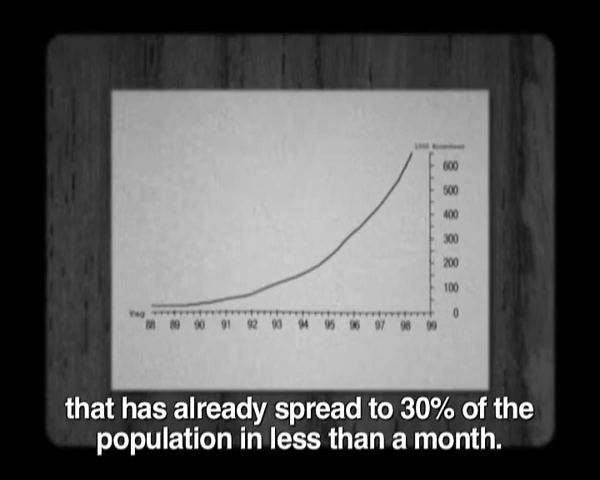 600
500
400
300
200
100
0
88 89 90 91 92 93 94 95 96 97 98 99
that has already spread to 30% of the
population in less than a month.